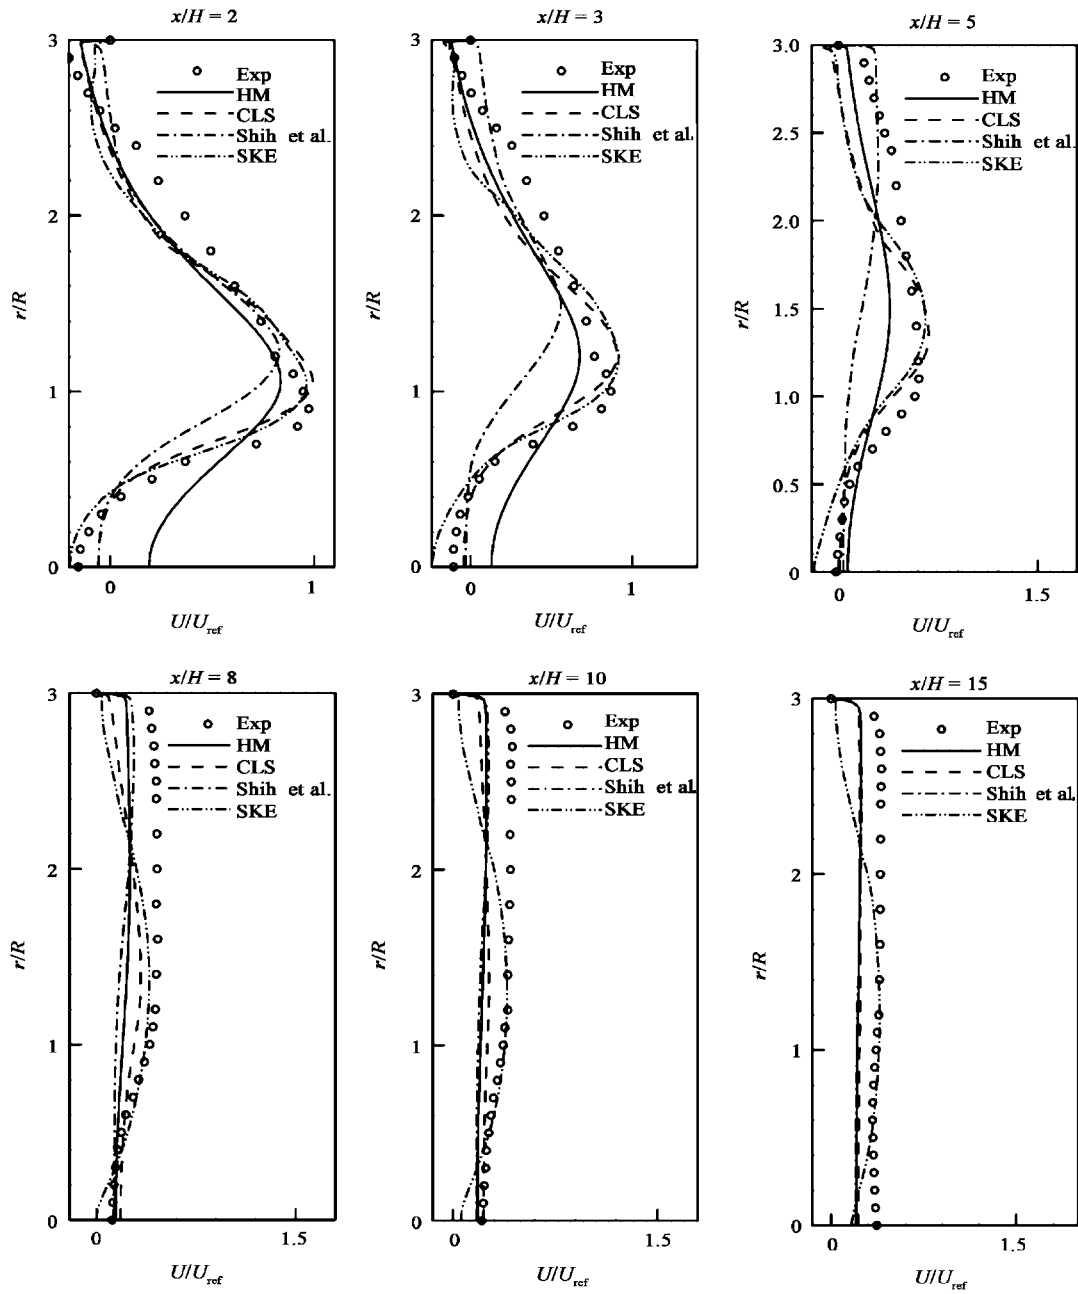 x/H = 2
3
2
1
0
r/R
Exp
HM
CLS
Shih et al.
SKE
0
1
U/U_ref
x/H = 3
3
2
1
0
r/R
Exp
HM
CLS
Shih et al.
SKE
0
1
U/U_ref
x/H = 5
3.0
2.5
2.0
1.5
1.0
0.5
0
r/R
Exp
HM
CLS
Shih et al.
SKE
0
1.5
U/U_ref
x/H = 8
3
2
1
0
r/R
Exp
HM
CLS
Shih et al.
SKE
0
1.5
U/U_ref
x/H = 10
3
2
1
0
r/R
Exp
HM
CLS
Shih et al.
SKE
0
1.5
U/U_ref
x/H = 15
3
2
1
0
r/R
Exp
HM
CLS
Shih et al.
SKE
0
1.5
U/U_ref